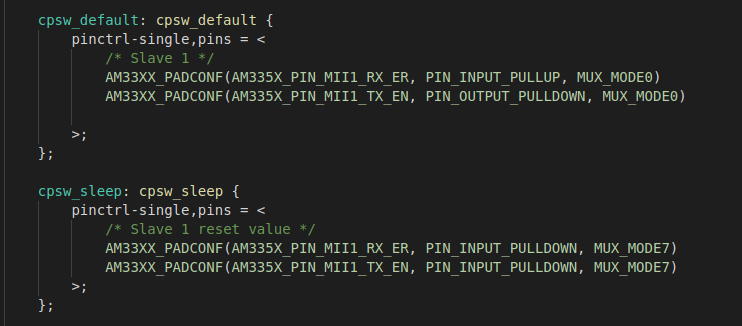 cpsw_default: cpsw_default {
pinctrl-single,pins = <
/* Slave 1 */
AM33XX_PADCONF(AM335X_PIN_MII1_RX_ER, PIN_INPUT_PULLUP, MUX_MODE0)
AM33XX_PADCONF(AM335X_PIN_MII1_TX_EN, PIN_OUTPUT_PULLDOWN, MUX_MODE0)
>;
};
cpsw_sleep: cpsw_sleep {
pinctrl-single,pins = <
/* Slave 1 reset value */
AM33XX_PADCONF(AM335X_PIN_MII1_RX_ER, PIN_INPUT_PULLDOWN, MUX_MODE7)
AM33XX_PADCONF(AM335X_PIN_MII1_TX_EN, PIN_INPUT_PULLDOWN, MUX_MODE7)
>;
};